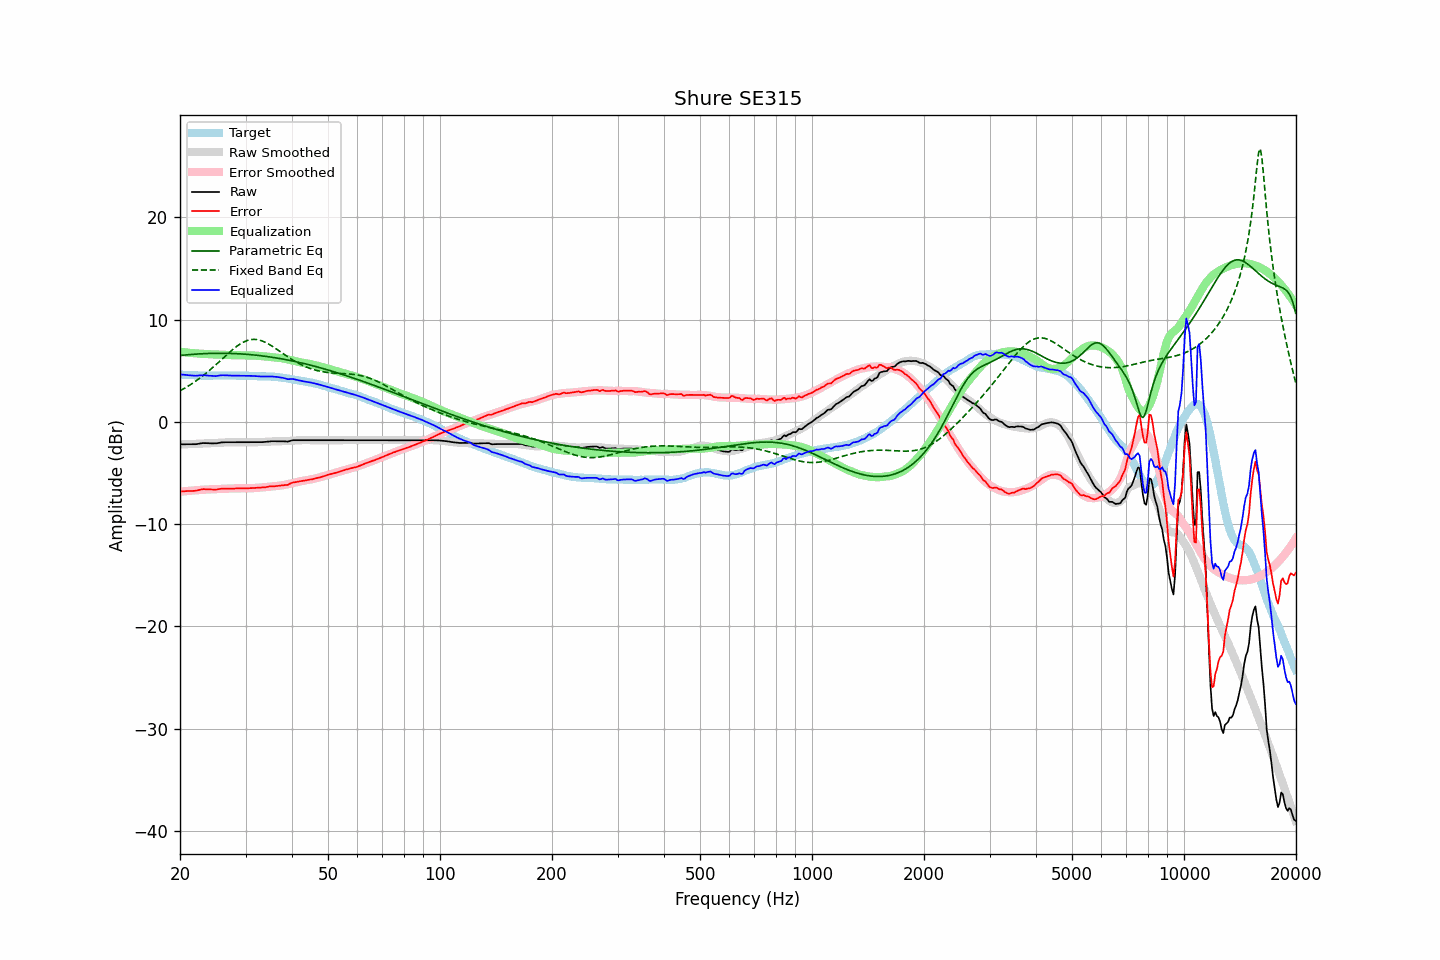 Shure SE315
Target
Raw Smoothed
Error Smoothed
Raw
Error
Equalization
Parametric Eq
Fixed Band Eq
Equalized
Amplitude (dBr)
20
10
0
−10
−20
−30
−40
20 50 100 200 500 1000 2000 5000 10000 20000
Frequency (Hz)